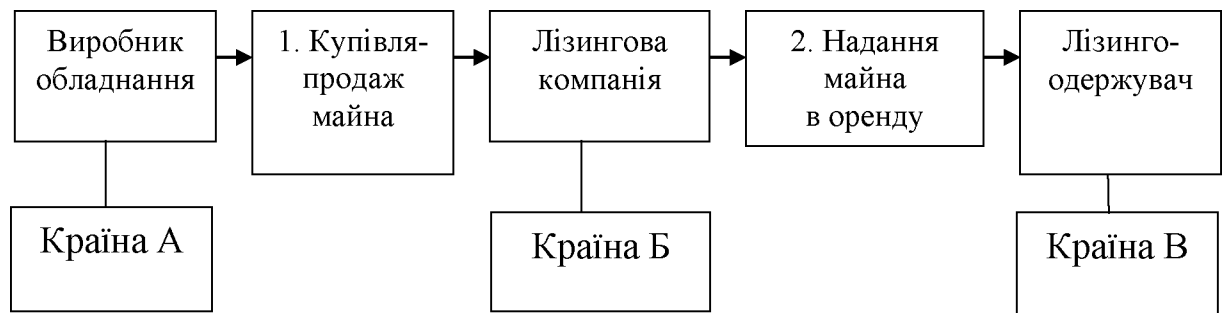 Виробник
обладнання
1. Купівля-
продаж
майна
Лізингова
компанія
2. Надання
майна
в оренду
Лізинго-
одержувач
Країна А
Країна Б
Країна В